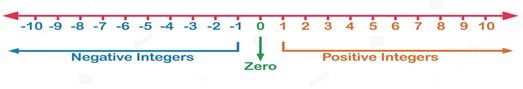 -10 -9 -8 -7 -6 -5 -4 -3 -2 -1 0 1 2 3 4 5 6 7 8 9 10
Negative Integers Positive Integers
Zero